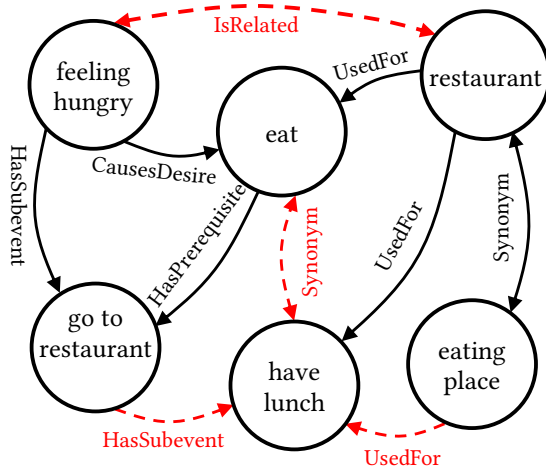 IsRelated
feeling
hungry
UsedFor
restaurant
eat
HasSubevent
CausesDesire
HasPrerequisite
Synonym
UsedFor
Synonym
go to
restaurant
have
lunch
eating
place
HasSubevent
UsedFor